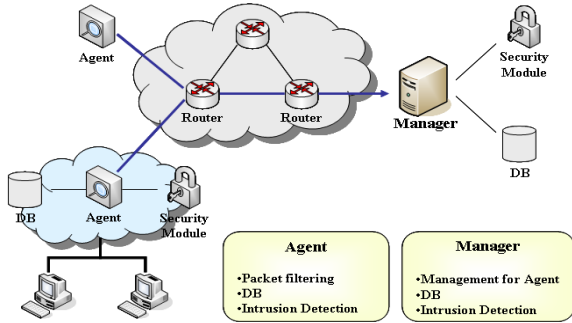 Agent
Router
Router
Manager
Security
Module
DB
DB
Agent
Security
Module
Agent
•Packet filtering
•DB
•Intrusion Detection
Manager
•Management for Agent
•DB
•Intrusion Detection